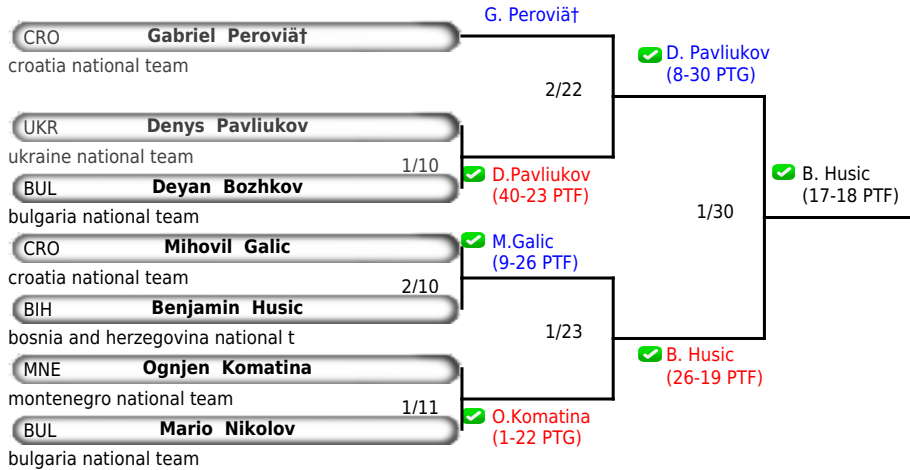 G. Peroviä†
CRO Gabriel Peroviä†
croatia national team
D. Pavliukov
(8-30 PTG)
2/22
UKR Denys Pavliukov
ukraine national team
1/10
D.Pavliukov
(40-23 PTF)
BUL Deyan Bozhkov
bulgaria national team
B. Husic
(17-18 PTF)
1/30
CRO Mihovil Galic
croatia national team
M.Galic
(9-26 PTF)
2/10
BIH Benjamin Husic
bosnia and herzegovina national t
1/23
B. Husic
(26-19 PTF)
MNE Ognjen Komatina
montenegro national team
1/11
O.Komatina
(1-22 PTG)
BUL Mario Nikolov
bulgaria national team